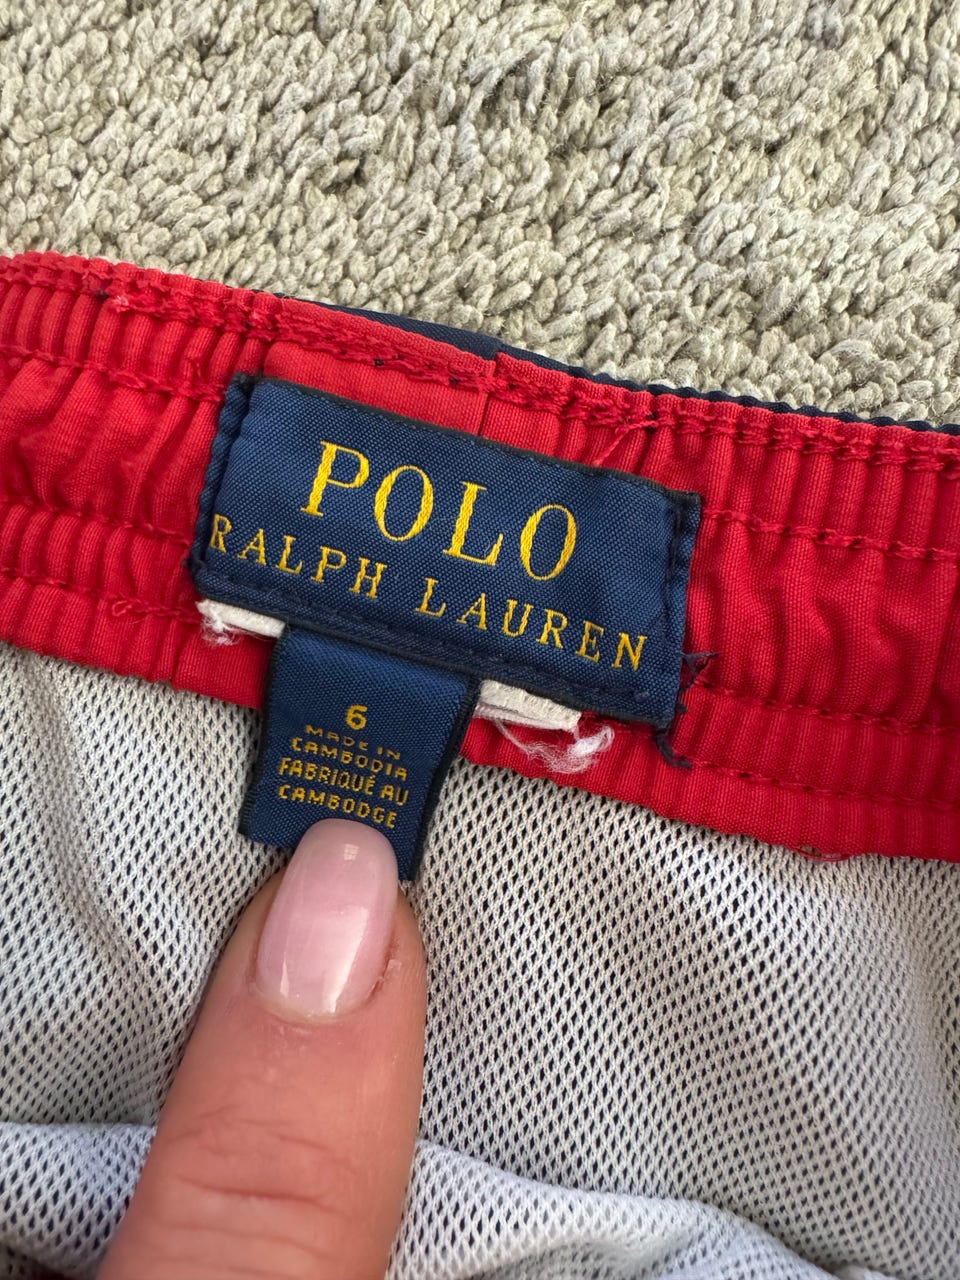 POLO
RALPH LAUREN
6
MADE IN
CAMBODIA
FABRIQUÉ AU
CAMBODGE